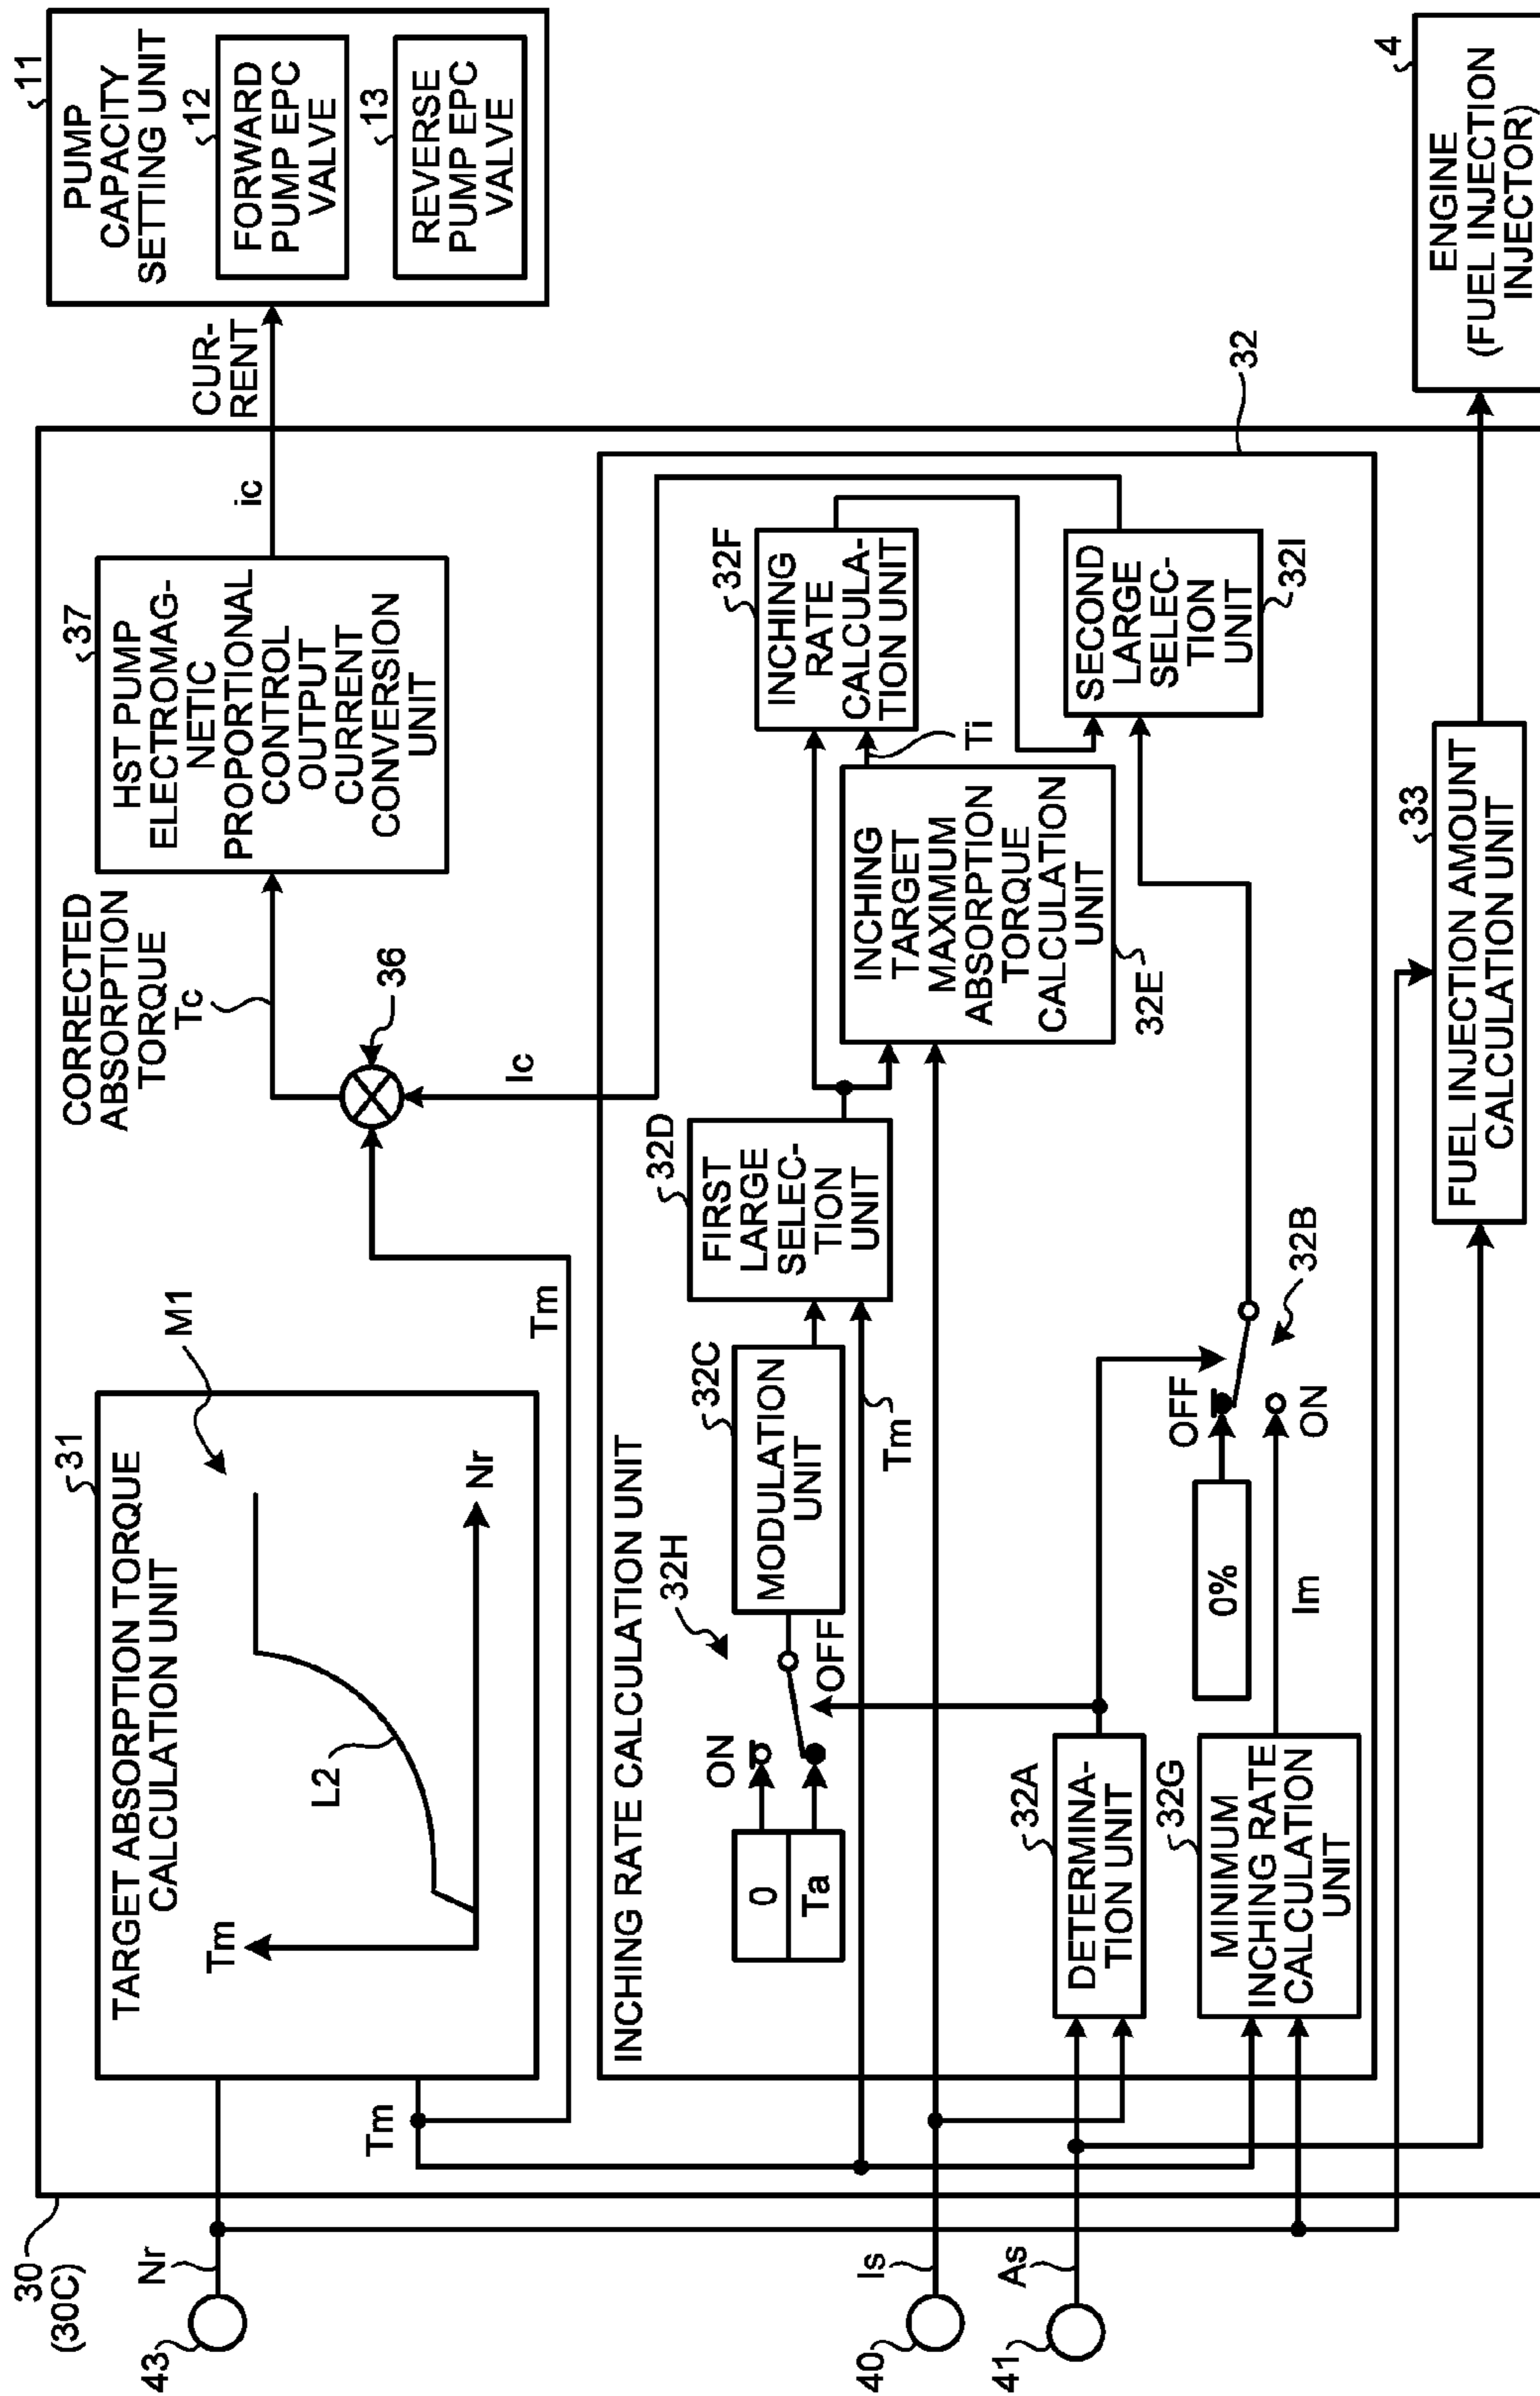 30
(30C)
43
Nr
40
Is
41
As
31
TARGET ABSORPTION TORQUE
CALCULATION UNIT
Tm
L2
Nr
M1
Tm
Tm
CORRECTED
ABSORPTION
TORQUE
Tc
36
Ic
37
HST PUMP
ELECTROMAG-
NETIC
PROPORTIONAL
CONTROL
OUTPUT
CURRENT
CONVERSION
UNIT
ic
CUR-
RENT
11
PUMP
CAPACITY
SETTING UNIT
12
FORWARD
PUMP EPC
VALVE
13
REVERSE
PUMP EPC
VALVE
INCHING RATE CALCULATION UNIT
32
0
Ta
ON
OFF
32H
32C
MODULATION
UNIT
Tm
32D
FIRST
LARGE
SELEC-
TION
UNIT
INCHING
TARGET
MAXIMUM
ABSORPTION
TORQUE
CALCULATION
UNIT
32E
Ti
32F
INCHING
RATE
CALCULA-
TION UNIT
SECOND
LARGE
SELEC-
TION
UNIT
32I
32A
DETERMINA-
TION UNIT
32G
MINIMUM
INCHING RATE
CALCULATION
UNIT
0%
Im
OFF
ON
32B
33
FUEL INJECTION AMOUNT
CALCULATION UNIT
4
ENGINE
(FUEL INJECTION
INJECTOR)